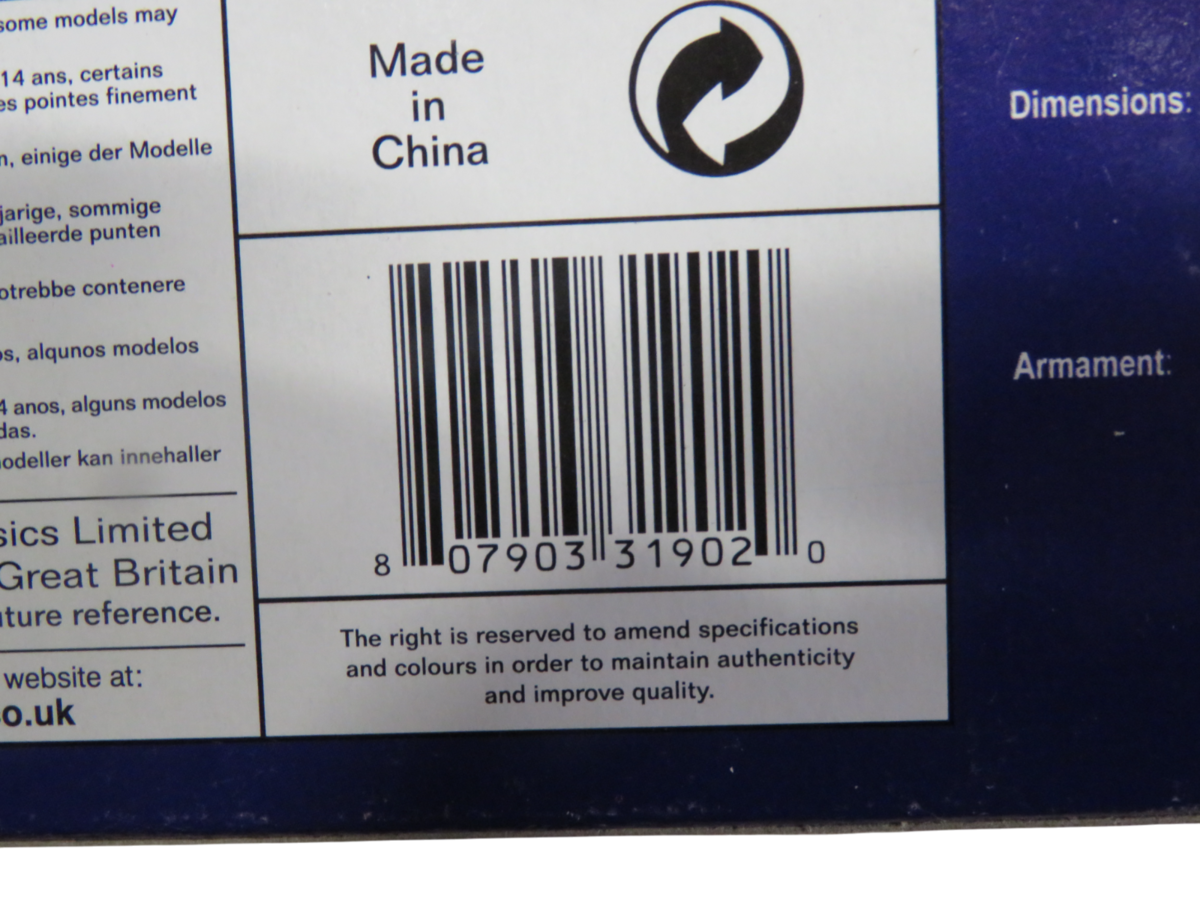 some models may
14 ans, certains
es pointes finement
n, einige der Modelle
jarige, sommige
ailleerde punten
otrebbe contenere
os, alqunos modelos
4 anos, alguns modelos
das.
nodeller kan innehaller
sics Limited
Great Britain
uture reference.
website at:
o.uk
Made
in
China
8 07903 31902 0
The right is reserved to amend specifications
and colours in order to maintain authenticity
and improve quality.
Dimensions:
Armament: